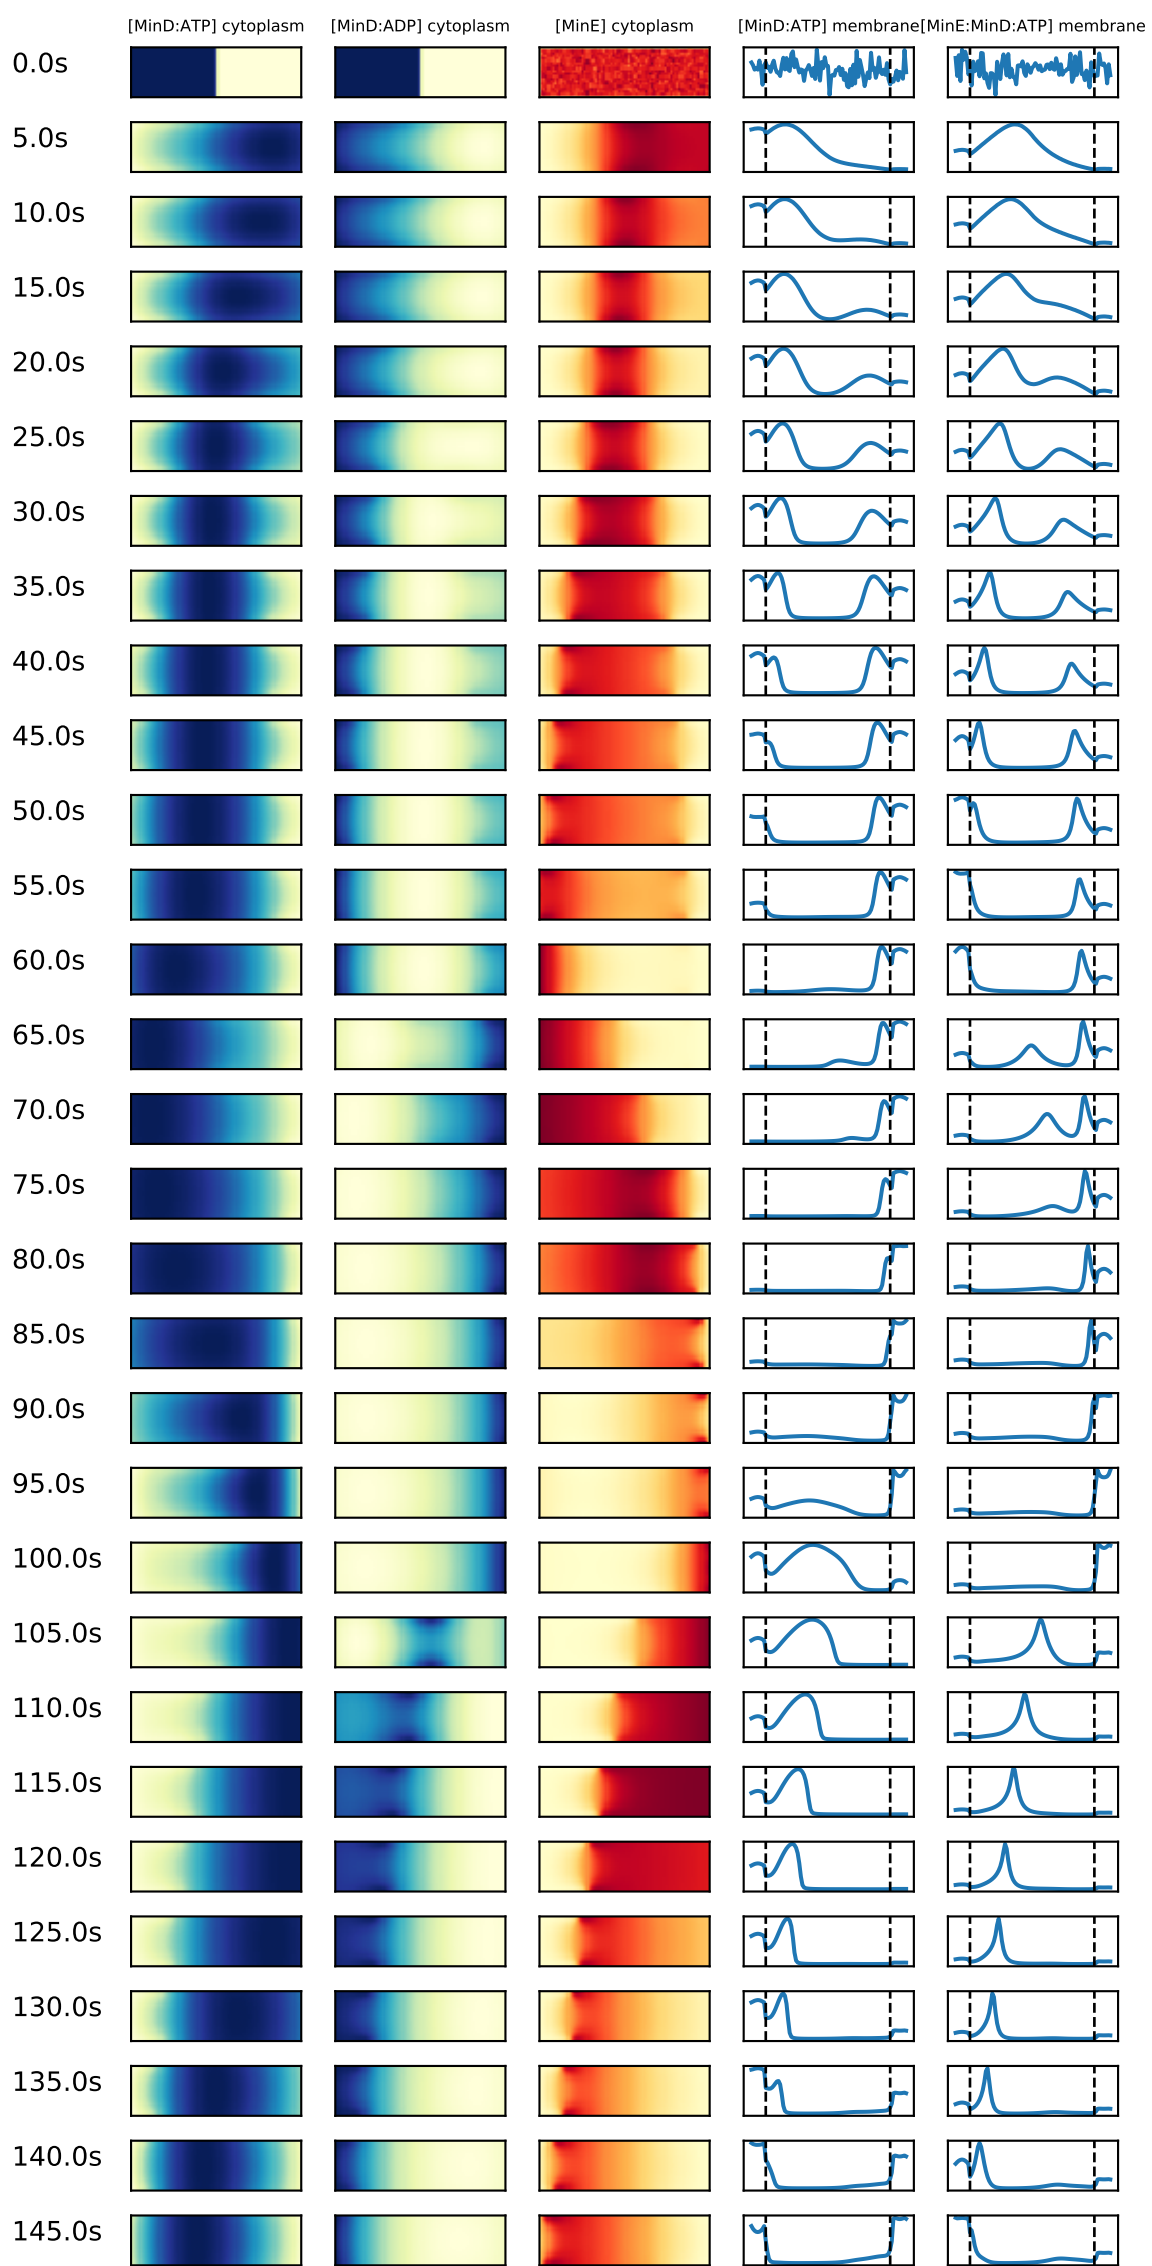 [MinD:ATP] cytoplasm [MinD:ADP] cytoplasm [MinE] cytoplasm [MinD:ATP] membrane [MinE:MinD:ATP] membrane
0.0s
5.0s
10.0s
15.0s
20.0s
25.0s
30.0s
35.0s
40.0s
45.0s
50.0s
55.0s
60.0s
65.0s
70.0s
75.0s
80.0s
85.0s
90.0s
95.0s
100.0s
105.0s
110.0s
115.0s
120.0s
125.0s
130.0s
135.0s
140.0s
145.0s